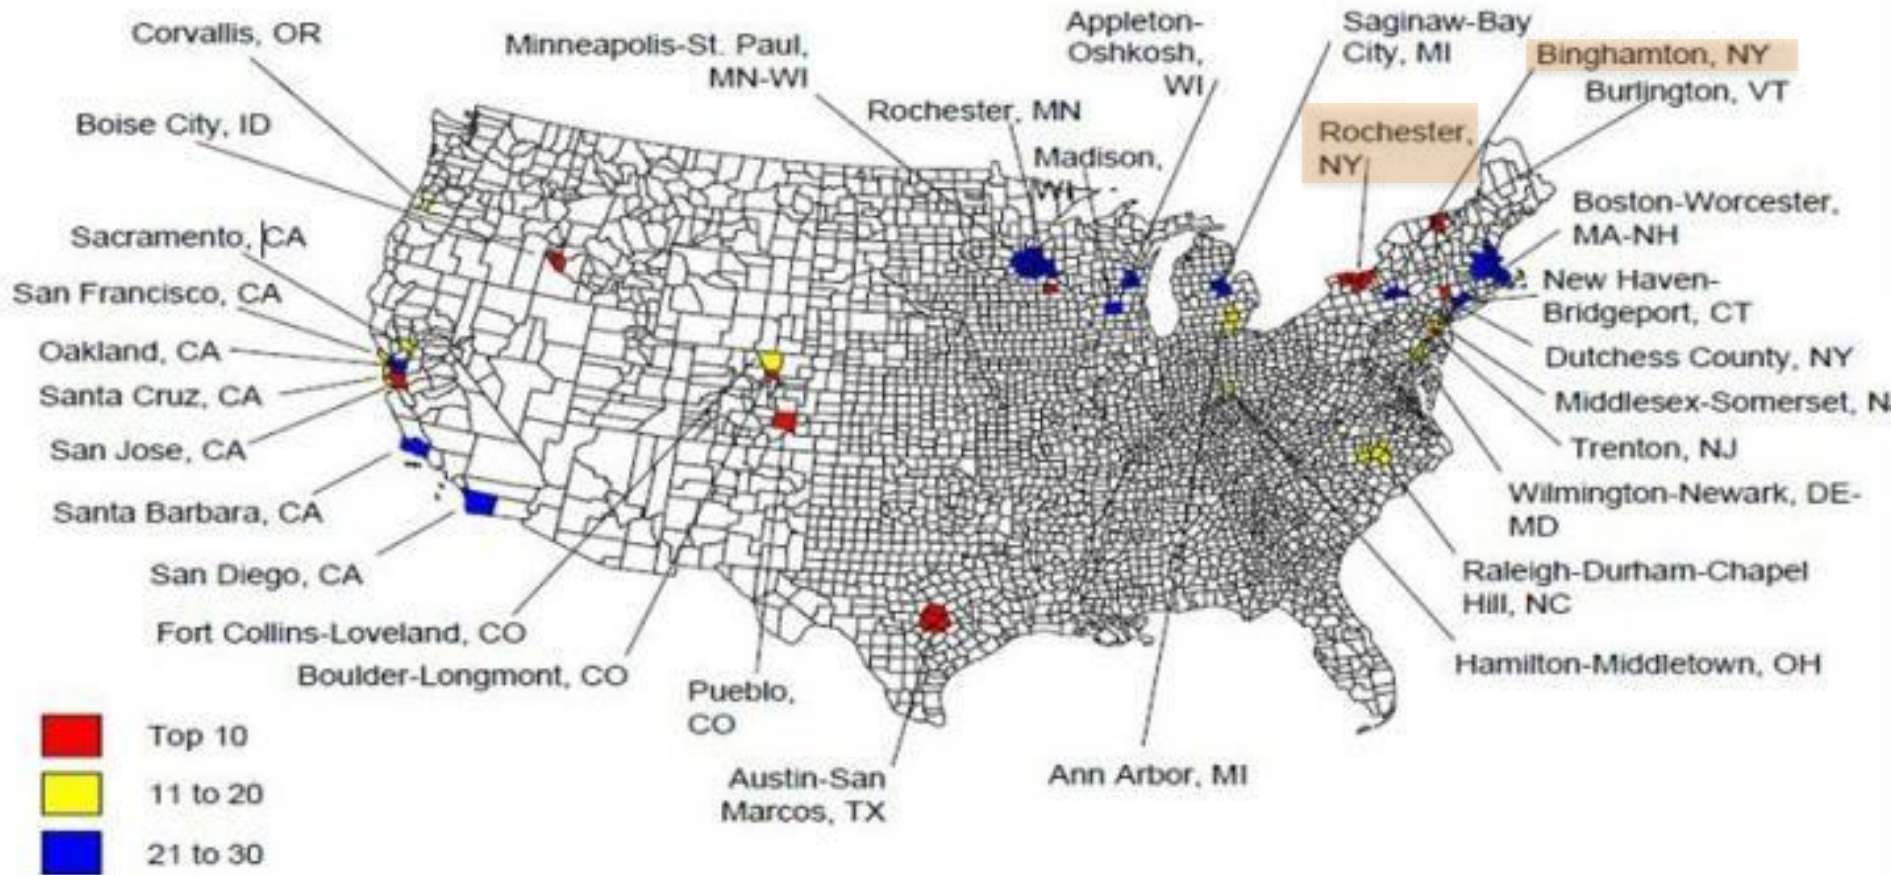 Corvallis, OR
Boise City, ID
Sacramento, CA
San Francisco, CA
Oakland, CA
Santa Cruz, CA
San Jose, CA
Santa Barbara, CA
San Diego, CA
Fort Collins-Loveland, CO
Boulder-Longmont, CO
Pueblo,
CO
Austin-San
Marcos, TX
Ann Arbor, MI
Minneapolis-St. Paul,
MN-WI
Rochester, MN
Madison,
WI
Appleton-
Oshkosh,
WI
Saginaw-Bay
City, MI
Binghamton, NY
Burlington, VT
Rochester,
NY
Boston-Worcester,
MA-NH
New Haven-
Bridgeport, CT
Dutchess County, NY
Middlesex-Somerset, N
Trenton, NJ
Wilmington-Newark, DE-
MD
Raleigh-Durham-Chapel
Hill, NC
Hamilton-Middletown, OH
Top 10
11 to 20
21 to 30